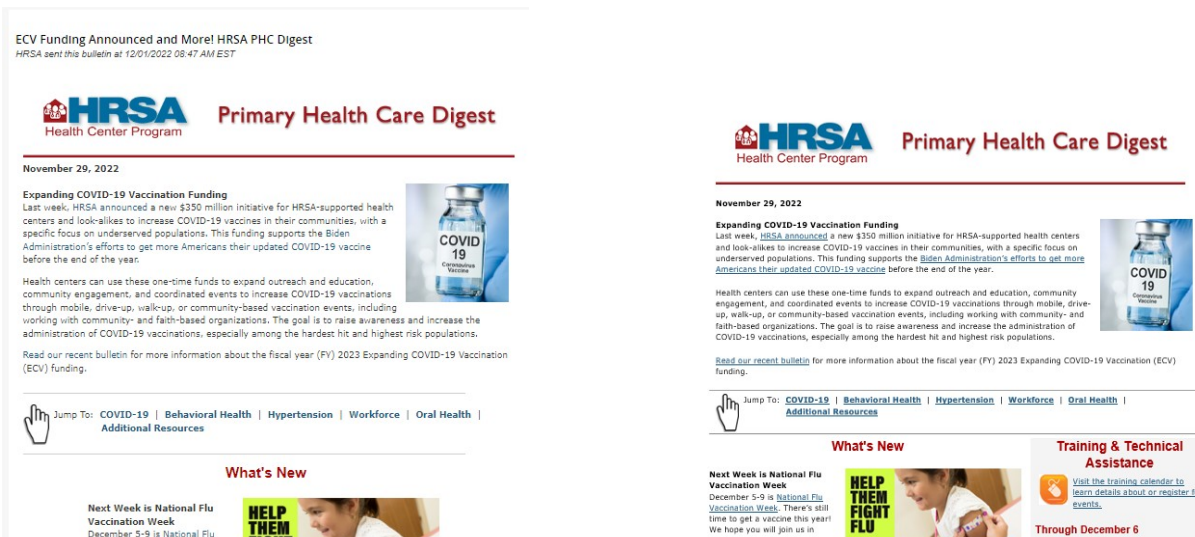 ECV Funding Announced and More! HRSA PHC Digest
HRSA sent this bulletin at 12/01/2022 08:47 AM EST
HRSA
Health Center Program
Primary Health Care Digest
November 29, 2022
Expanding COVID-19 Vaccination Funding
Last week, HRSA announced a new $350 million initiative for HRSA-supported health
centers and look-alikes to increase COVID-19 vaccines in their communities, with a
specific focus on underserved populations. This funding supports the Biden
Administration's efforts to get more Americans their updated COVID-19 vaccine
before the end of the year.
COVID
19
Coronavirus
Vaccine
Health centers can use these one-time funds to expand outreach and education,
community engagement, and coordinated events to increase COVID-19 vaccinations
through mobile, drive-up, walk-up, or community-based vaccination events, including
working with community- and faith-based organizations. The goal is to raise awareness and increase the
administration of COVID-19 vaccinations, especially among the hardest hit and highest risk populations.
Read our recent bulletin for more information about the fiscal year (FY) 2023 Expanding COVID-19 Vaccination
(ECV) funding.
Jump To: COVID-19 | Behavioral Health | Hypertension | Workforce | Oral Health |
Additional Resources
What's New
Next Week is National Flu
Vaccination Week
December 5-9 is National Flu
HELP
THEM
HRSA
Health Center Program
Primary Health Care Digest
November 29, 2022
Expanding COVID-19 Vaccination Funding
Last week, HRSA announced a new $350 million initiative for HRSA-supported health centers
and look-alikes to increase COVID-19 vaccines in their communities, with a specific focus on
underserved populations. This funding supports the Biden Administration's efforts to get more
Americans their updated COVID-19 vaccine before the end of the year.
COVID
19
Coronavirus
Vaccine
Health centers can use these one-time funds to expand outreach and education, community
engagement, and coordinated events to increase COVID-19 vaccinations through mobile, drive-
up, walk-up, or community-based vaccination events, including working with community- and
faith-based organizations. The goal is to raise awareness and increase the administration of
COVID-19 vaccinations, especially among the hardest hit and highest risk populations.
Read our recent bulletin for more information about the fiscal year (FY) 2023 Expanding COVID-19 Vaccination (ECV)
funding.
Jump To: COVID-19 | Behavioral Health | Hypertension | Workforce | Oral Health |
Additional Resources
What's New
Next Week is National Flu
Vaccination Week
December 5-9 is National Flu
Vaccination Week. There's still
time to get a vaccine this year!
We hope you will join us in
HELP
THEM
FIGHT
FLU
Training & Technical
Assistance
Visit the training calendar to
learn details about or register
events.
Through December 6